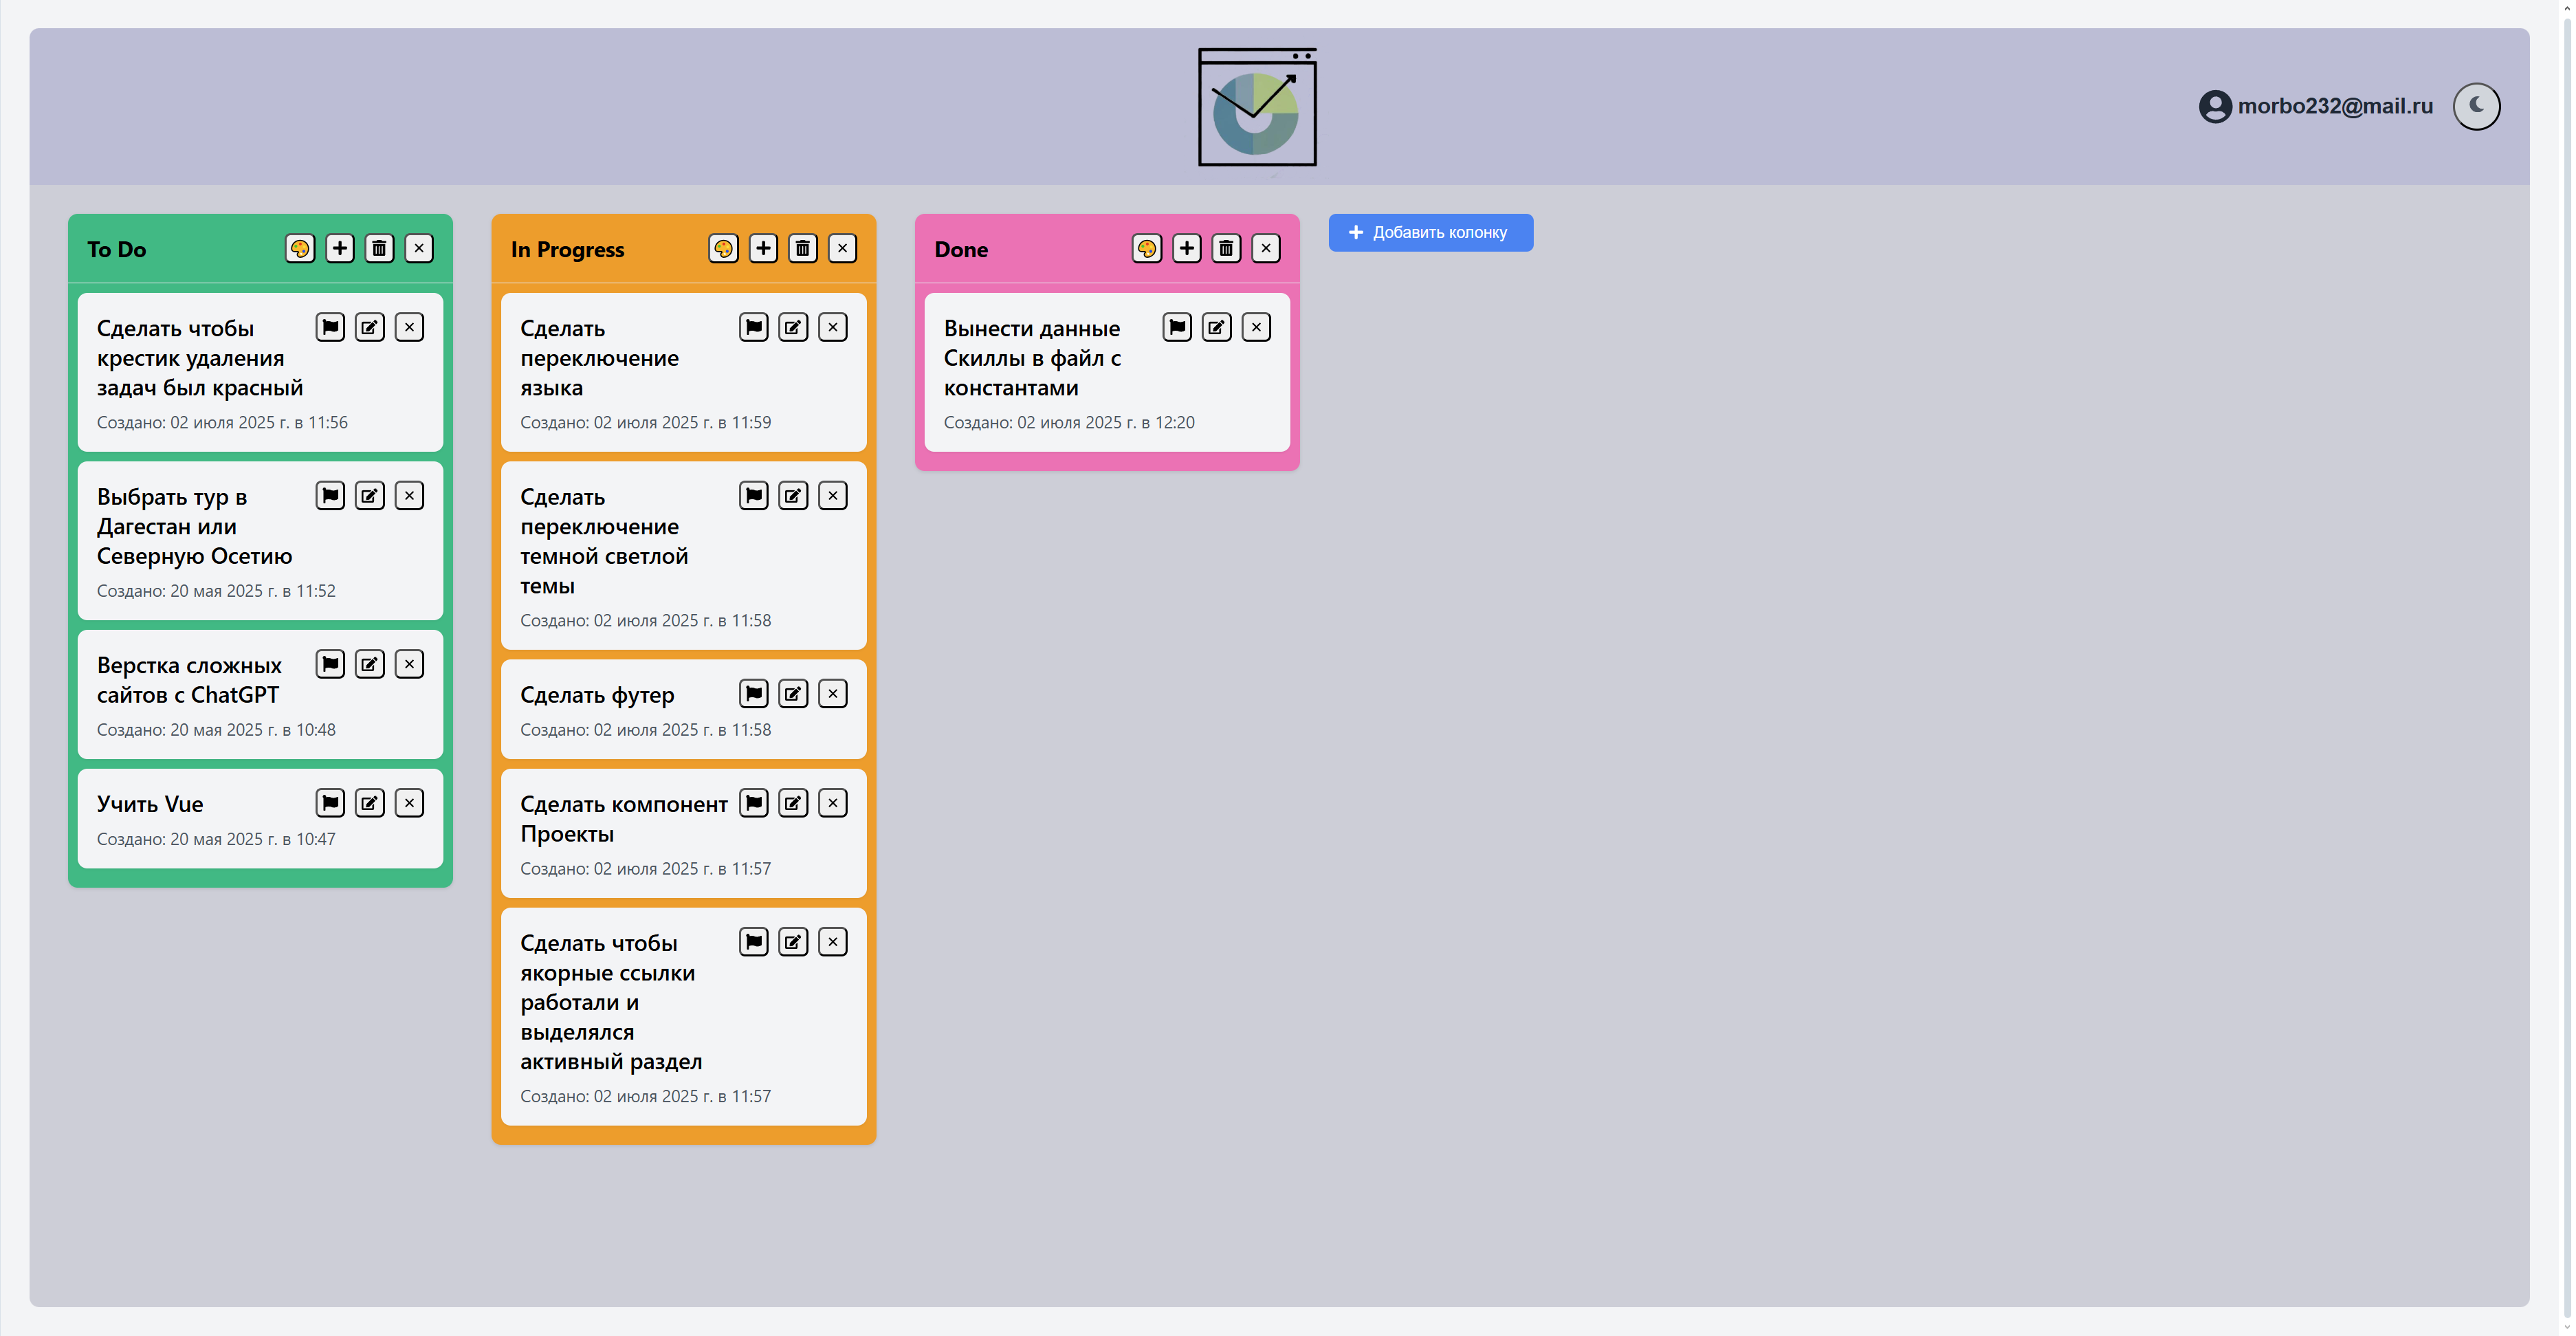 morbo232@mail.ru
To Do
Сделать чтобы
крестик удаления
задач был красный
Создано: 02 июля 2025 г. в 11:56
Выбрать тур в
Дагестан или
Северную Осетию
Создано: 20 мая 2025 г. в 11:52
Верстка сложных
сайтов с ChatGPT
Создано: 20 мая 2025 г. в 10:48
Учить Vue
Создано: 20 мая 2025 г. в 10:47
In Progress
Сделать
переключение
языка
Создано: 02 июля 2025 г. в 11:59
Сделать
переключение
темной светлой
темы
Создано: 02 июля 2025 г. в 11:58
Сделать футер
Создано: 02 июля 2025 г. в 11:58
Сделать компонент
Проекты
Создано: 02 июля 2025 г. в 11:57
Сделать чтобы
якорные ссылки
работали и
выделялся
активный раздел
Создано: 02 июля 2025 г. в 11:57
Done
Вынести данные
Скиллы в файл с
константами
Создано: 02 июля 2025 г. в 12:20
Добавить колонку